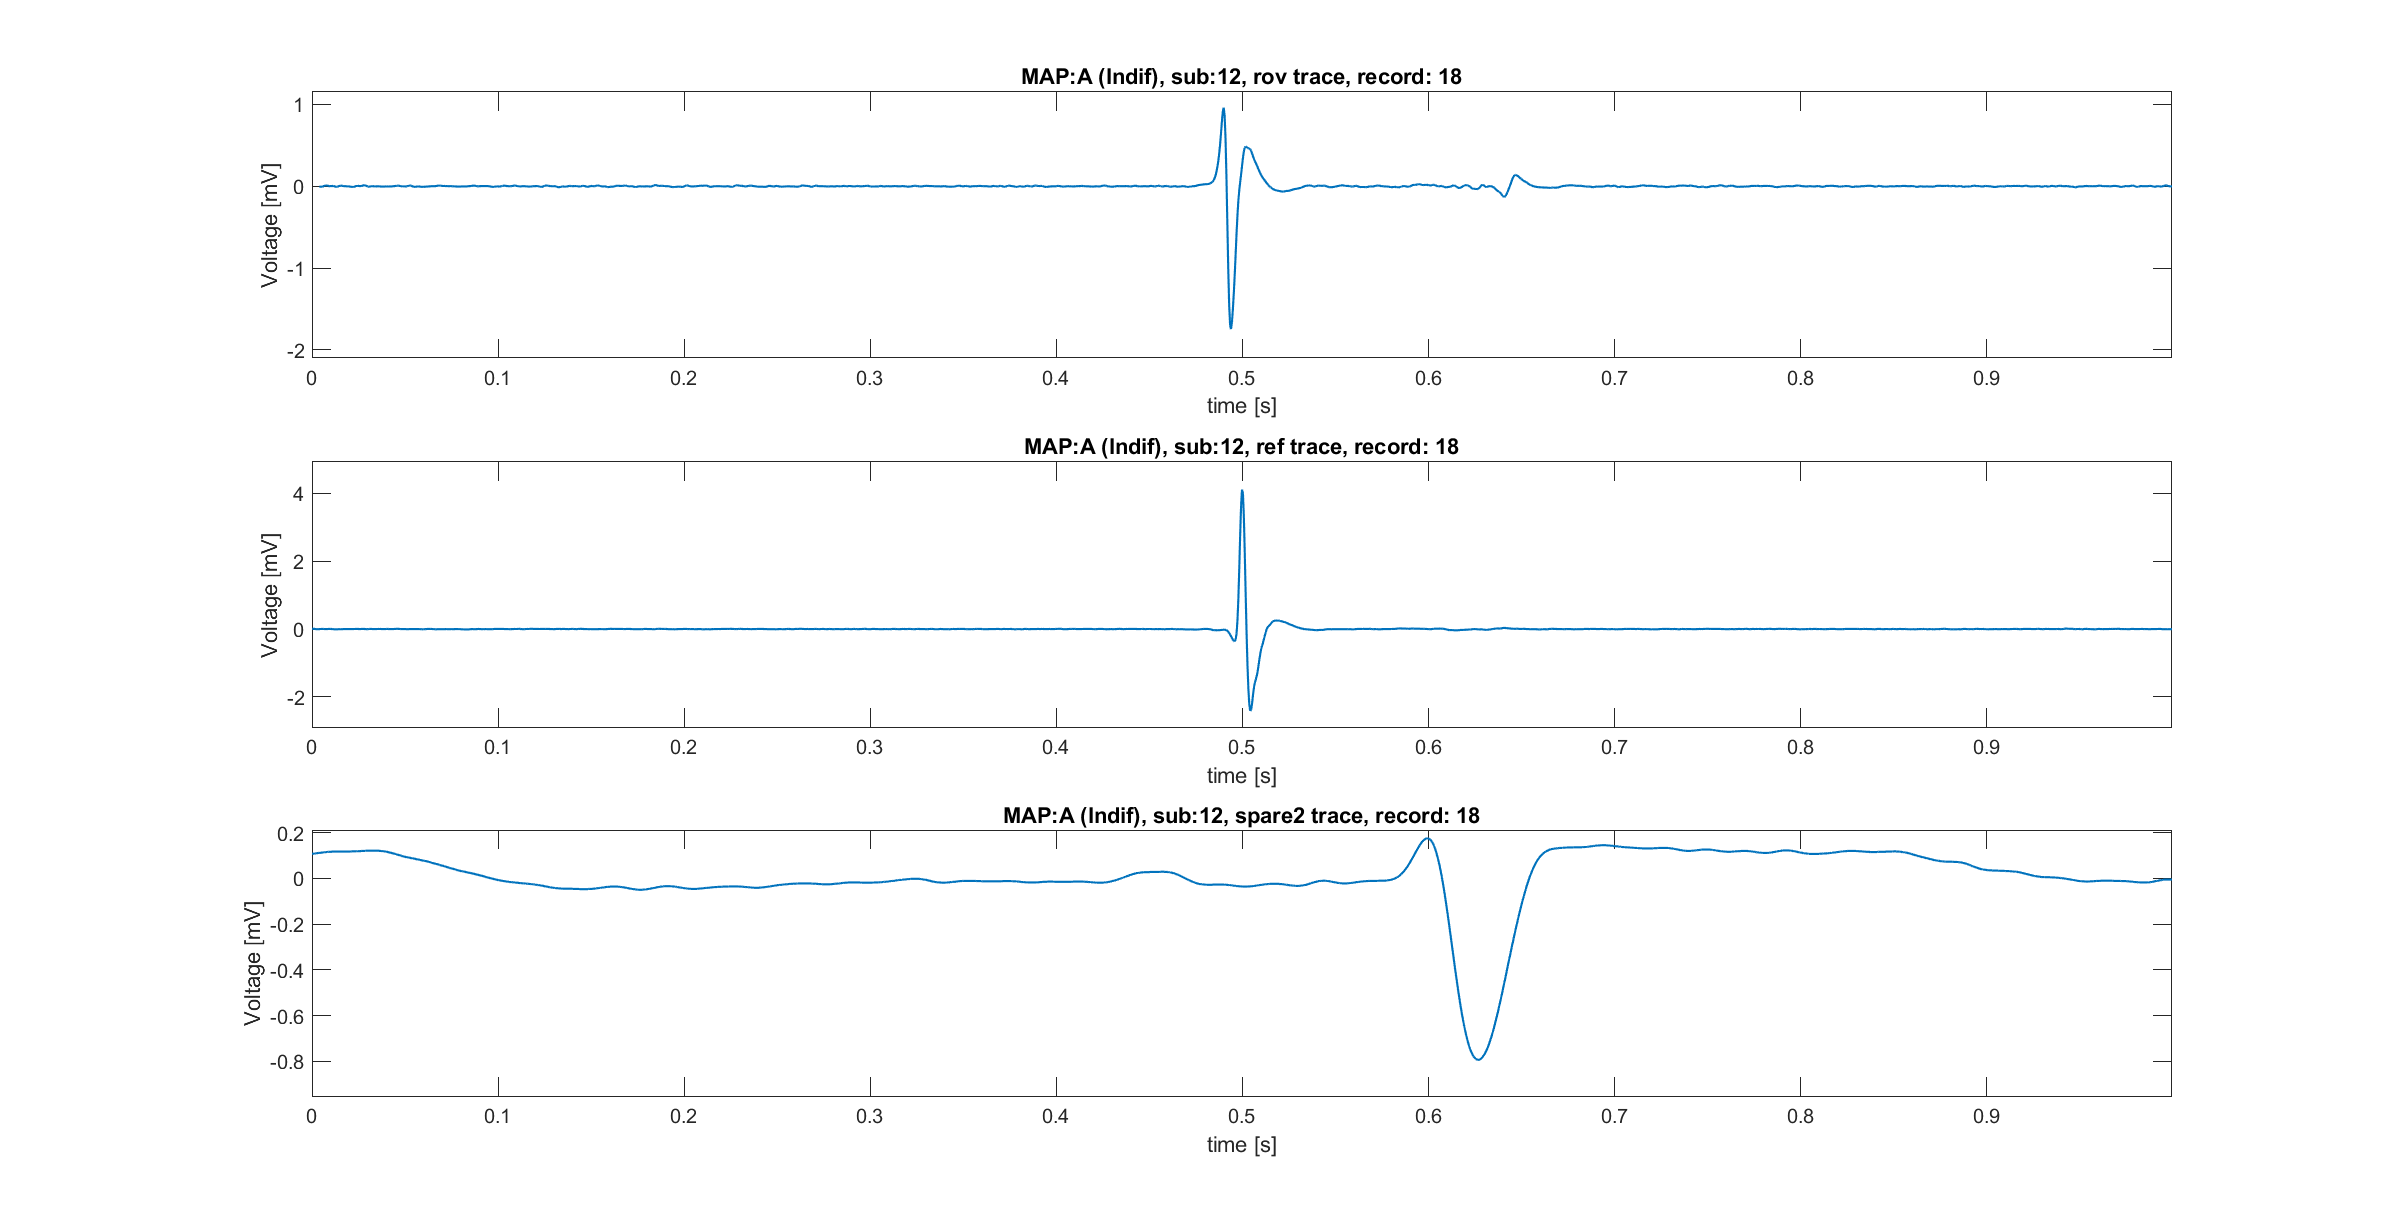 MAP:A (Indif), sub:12, rov trace, record: 18
1
0
-1
-2
Voltage [mV]
0 0.1 0.2 0.3 0.4 0.5 0.6 0.7 0.8 0.9
time [s]
MAP:A (Indif), sub:12, ref trace, record: 18
4
2
0
-2
Voltage [mV]
0 0.1 0.2 0.3 0.4 0.5 0.6 0.7 0.8 0.9
time [s]
MAP:A (Indif), sub:12, spare2 trace, record: 18
0.2
0
-0.2
-0.4
-0.6
-0.8
Voltage [mV]
0 0.1 0.2 0.3 0.4 0.5 0.6 0.7 0.8 0.9
time [s]